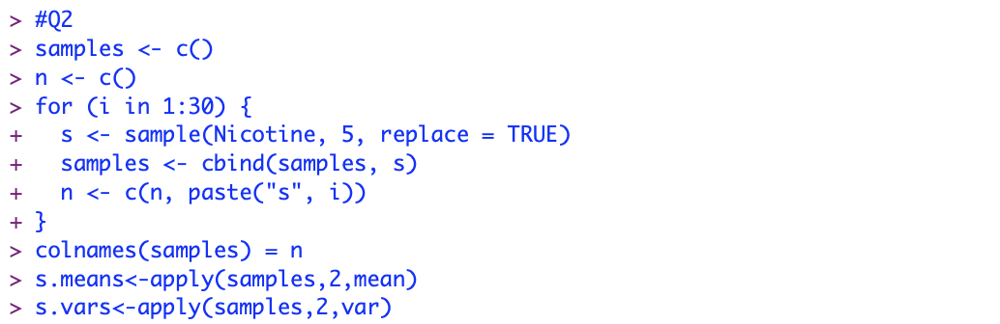 > #Q2
> samples <- c()
> n <- c()
> for (i in 1:30) {
+   s <- sample(Nicotine, 5, replace = TRUE)
+   samples <- cbind(samples, s)
+   n <- c(n, paste("s", i))
+ }
> colnames(samples) = n
> s.means<-apply(samples,2,mean)
> s.vars<-apply(samples,2,var)